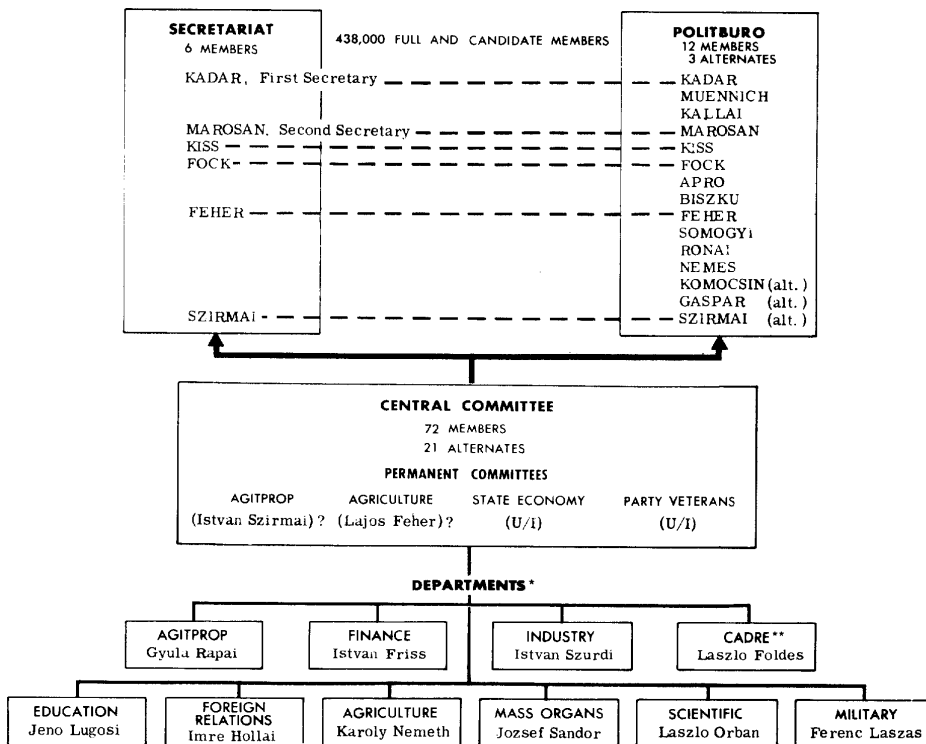 SECRETARIAT
6 MEMBERS
438,000 FULL AND CANDIDATE MEMBERS
POLITBURO
12 MEMBERS
3 ALTERNATES
KADAR, First Secretary
KADAR
MUENNICH
KALLAI
MAROSAN, Second Secretary
MAROSAN
KISS
KISS
FOCK
FOCK
APRO
BISZKU
FEHER
FEHER
SOMOGYI
RONAI
NEMES
KOMOCSIN (alt.)
GASPAR (alt.)
SZIRMAI
SZIRMAI (alt.)
CENTRAL COMMITTEE
72 MEMBERS
21 ALTERNATES
PERMANENT COMMITTEES
AGITPROP
(Istvan Szirmai)?
AGRICULTURE
(Lajos Feher)?
STATE ECONOMY
(U/I)
PARTY VETERANS
(U/I)
DEPARTMENTS*
AGITPROP
Gyula Rapai
FINANCE
Istvan Friss
INDUSTRY
Istvan Szurdi
CADRE**
Laszlo Foldes
EDUCATION
Jeno Lugosi
FOREIGN
RELATIONS
Imre Hollai
AGRICULTURE
Karoly Nemeth
MASS ORGANS
Jozsef Sandor
SCIENTIFIC
Laszlo Orban
MILITARY
Ferenc Laszas